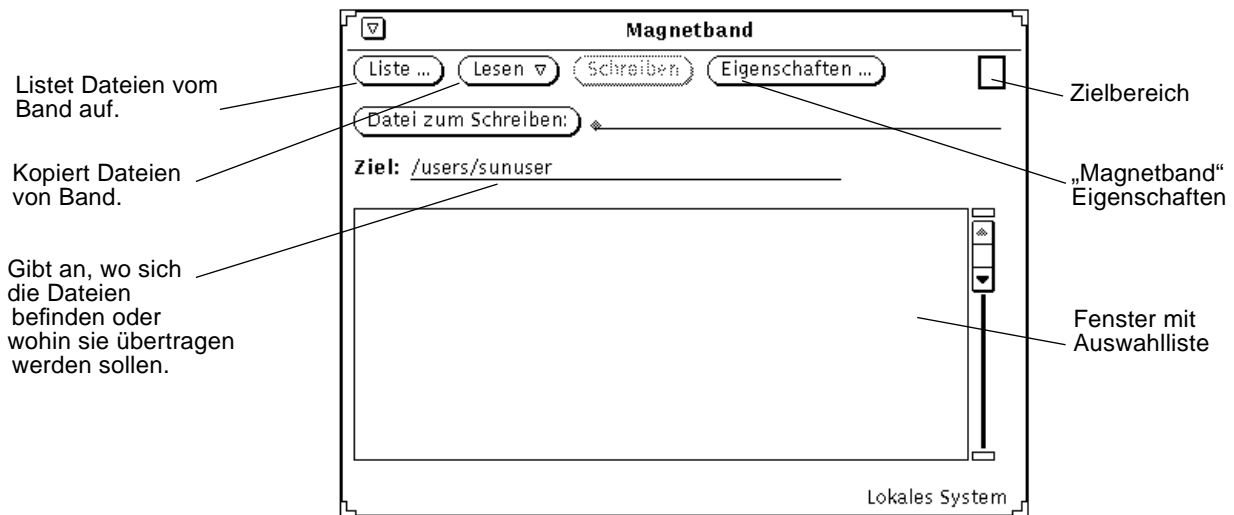 Magnetband
Liste ...
Lesen
Schreiben
Eigenschaften ...
Datei zum Schreiben:
Ziel: /users/sunuser
Lokales System
Listet Dateien vom
Band auf.
Kopiert Dateien
von Band.
Gibt an, wo sich
die Dateien
befinden oder
wohin sie übertragen
werden sollen.
Zielbereich
„Magnetband“
Eigenschaften
Fenster mit
Auswahlliste